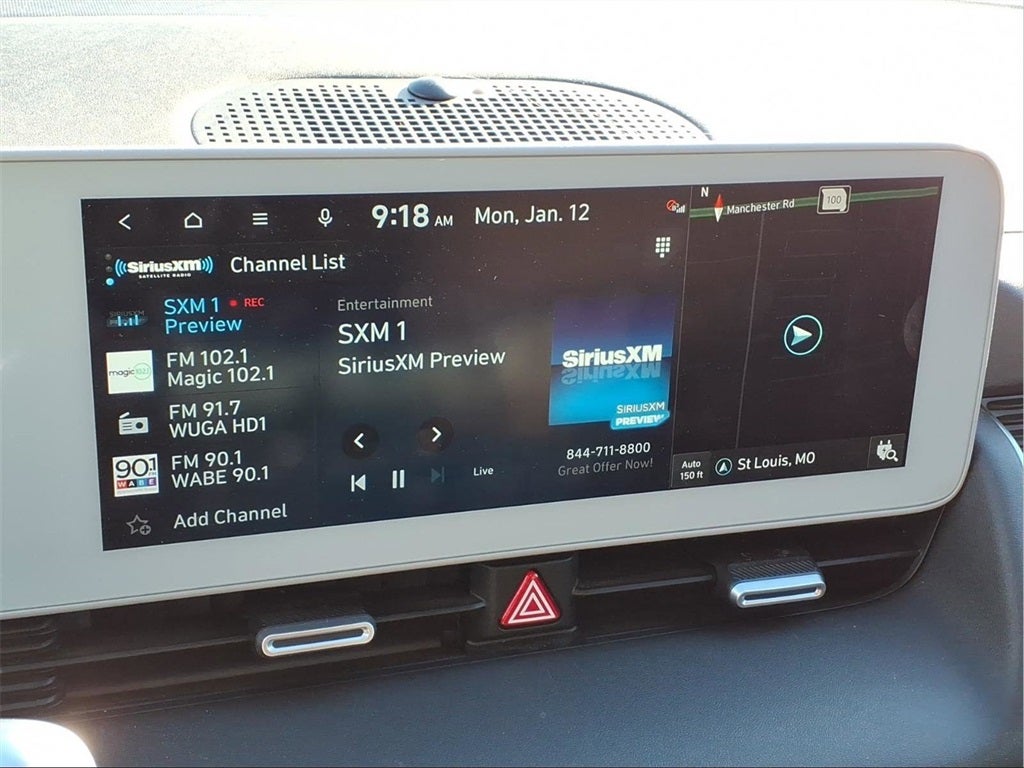 9:18 AM Mon, Jan. 12
SiriusXM
SATELLITE RADIO
Channel List
SXM 1 REC
Preview
FM 102.1
Magic 102.1
magic102.1
FM 91.7
WUGA HD1
FM 90.1
WABE 90.1
90.1
WABE
Add Channel
Entertainment
SXM 1
SiriusXM Preview
Live
SiriusXM
SIRIUSXM
PREVIEW
844-711-8800
Great Offer Now!
N
Manchester Rd
100
Auto
150 ft
St Louis, MO